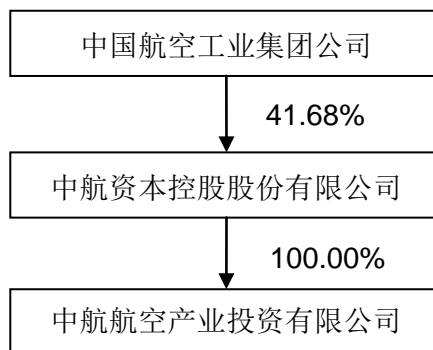 中国航空工业集团公司
41.68%
中航资本控股股份有限公司
100.00%
中航航空产业投资有限公司